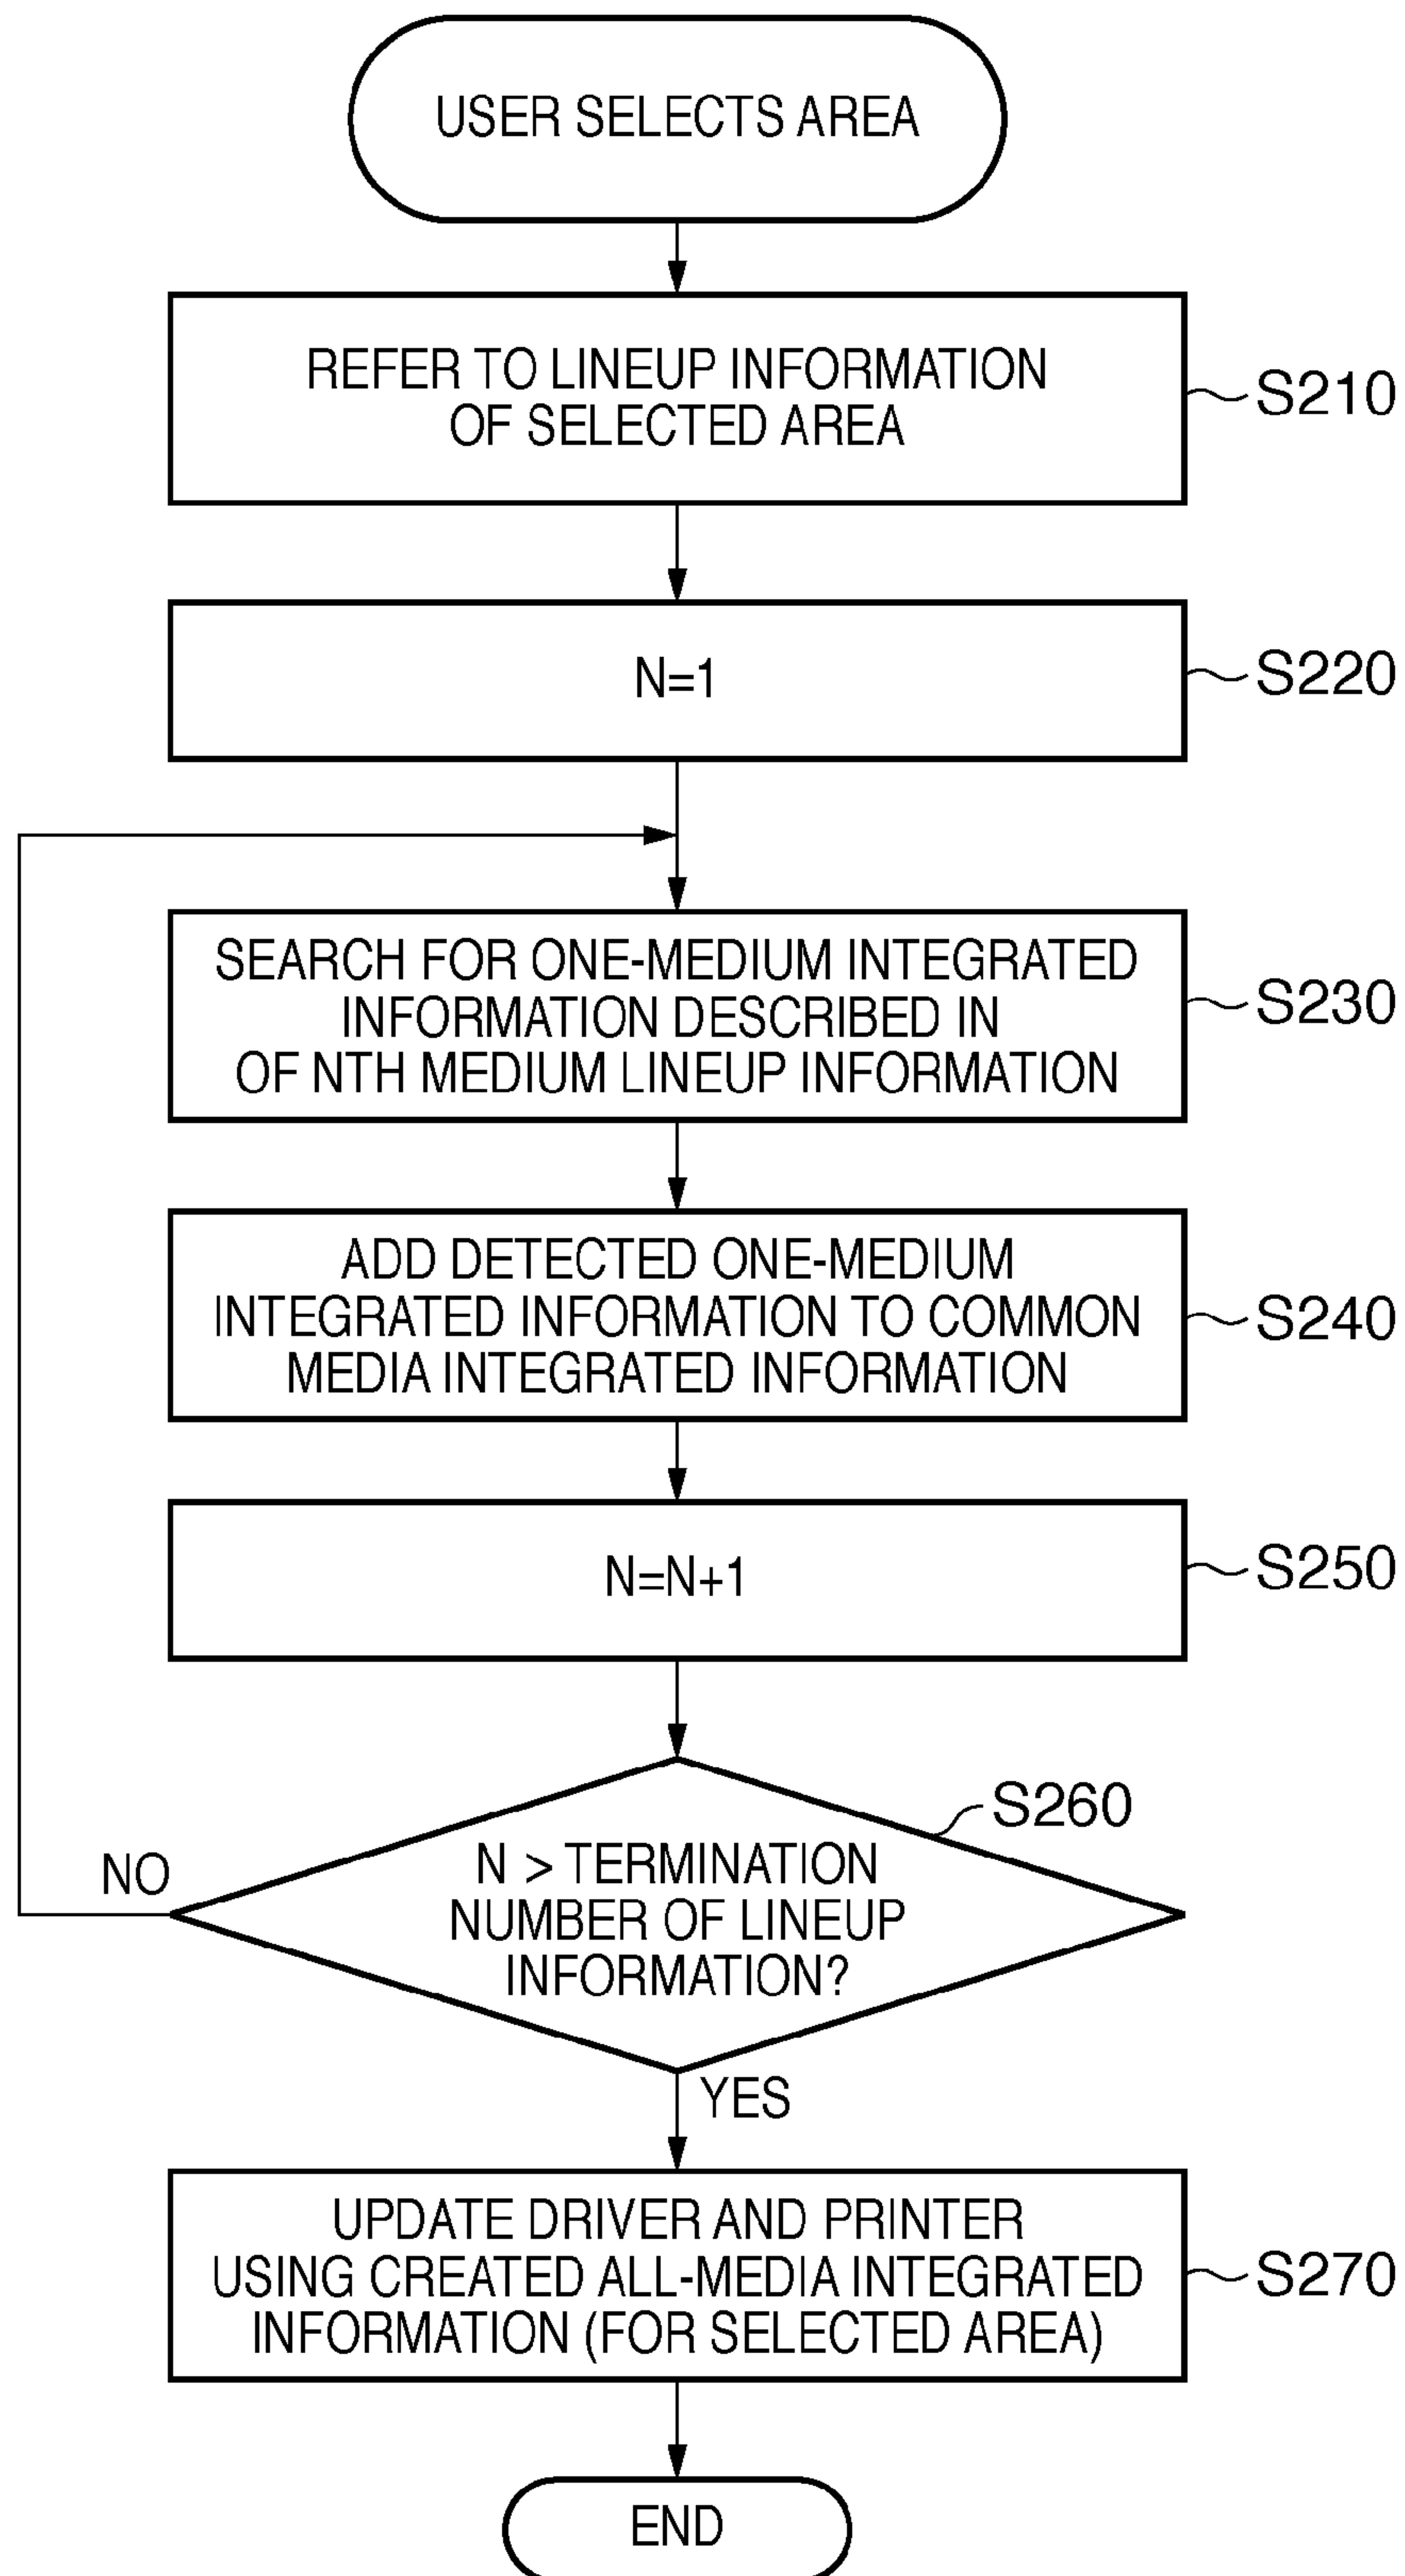 USER SELECTS AREA
REFER TO LINEUP INFORMATION
OF SELECTED AREA
S210
N=1
S220
SEARCH FOR ONE-MEDIUM INTEGRATED
INFORMATION DESCRIBED IN
OF NTH MEDIUM LINEUP INFORMATION
S230
ADD DETECTED ONE-MEDIUM
INTEGRATED INFORMATION TO COMMON
MEDIA INTEGRATED INFORMATION
S240
N=N+1
S250
S260
N > TERMINATION
NUMBER OF LINEUP
INFORMATION?
NO
YES
UPDATE DRIVER AND PRINTER
USING CREATED ALL-MEDIA INTEGRATED
INFORMATION (FOR SELECTED AREA)
S270
END